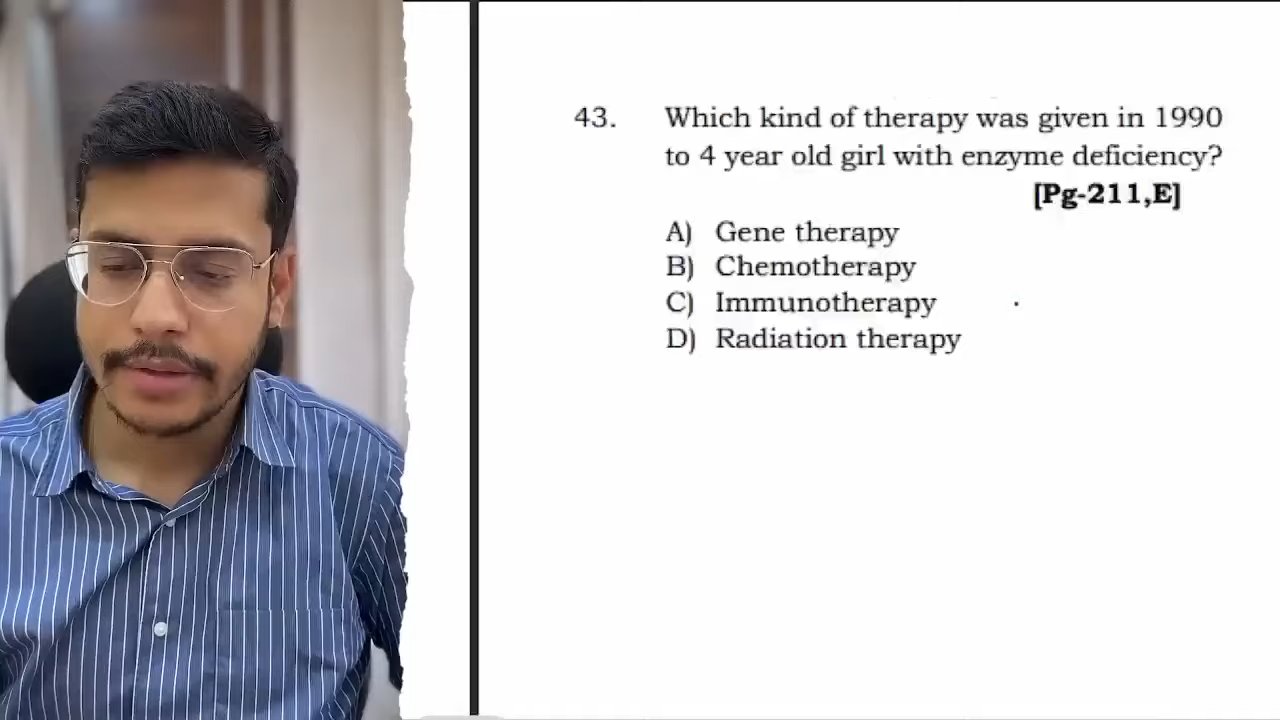 43. Which kind of therapy was given in 1990
to 4 year old girl with enzyme deficiency?
[Pg-211,E]
A) Gene therapy
B) Chemotherapy
C) Immunotherapy
D) Radiation therapy